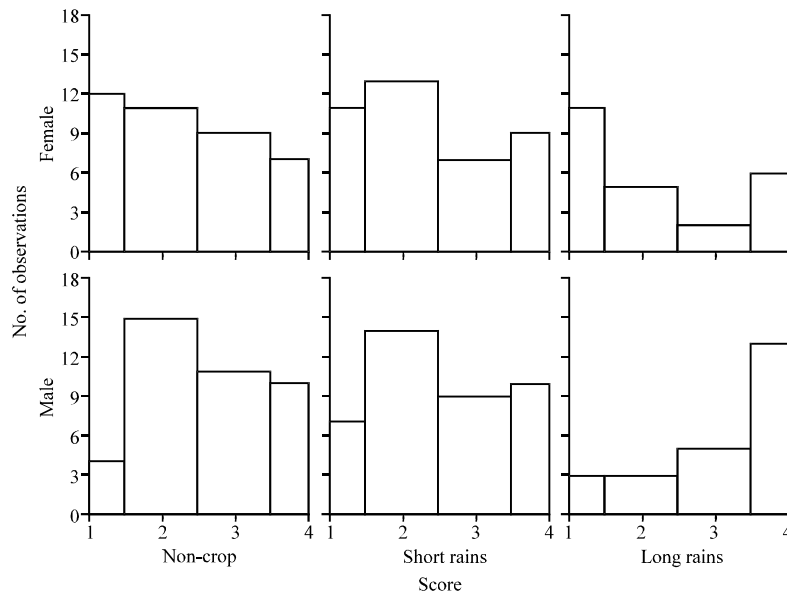 No. of observations
Female
18
15
12
9
6
3
0
Male
18
15
12
9
6
3
0
1 2 3 4 1 2 3 4 1 2 3 4
Non-crop Short rains Long rains
Score